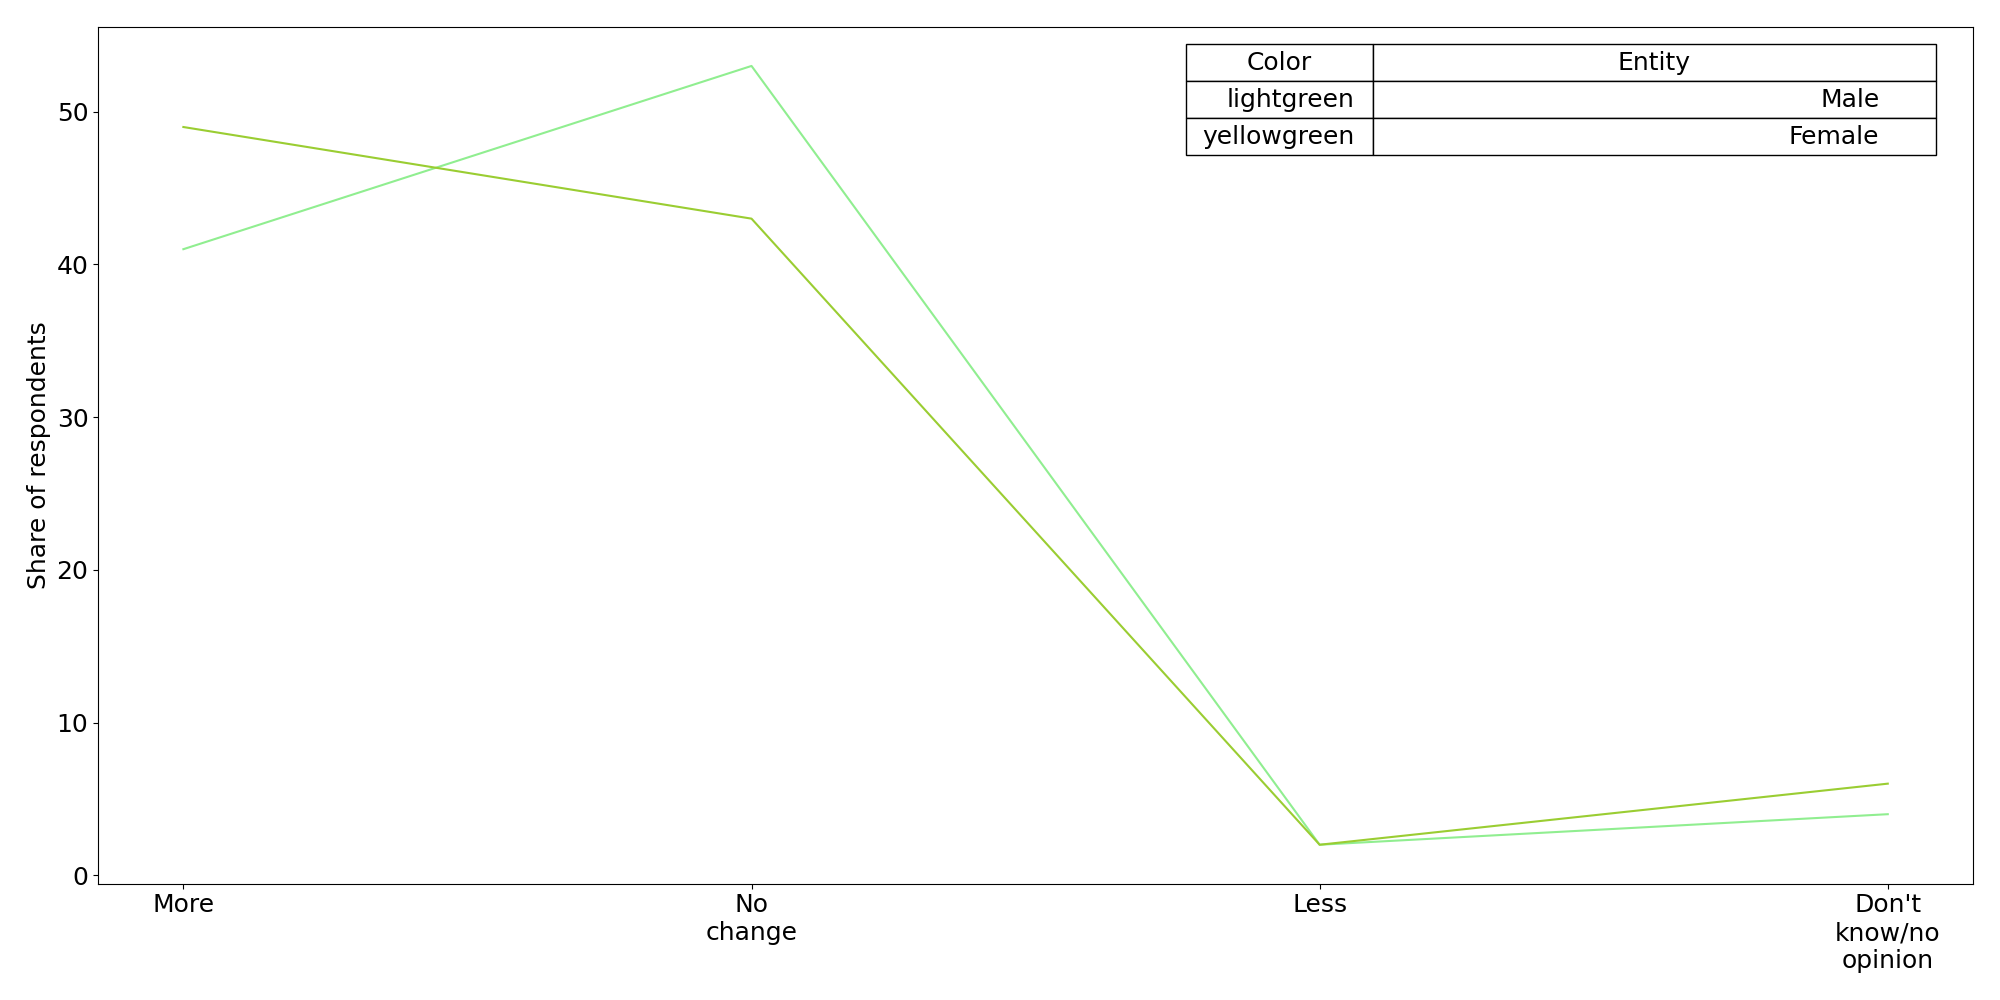 Color Entity
lightgreen Male
yellowgreen Female
Share of respondents
50
40
30
20
10
0
More
No
change
Less
Don't
know/no
opinion